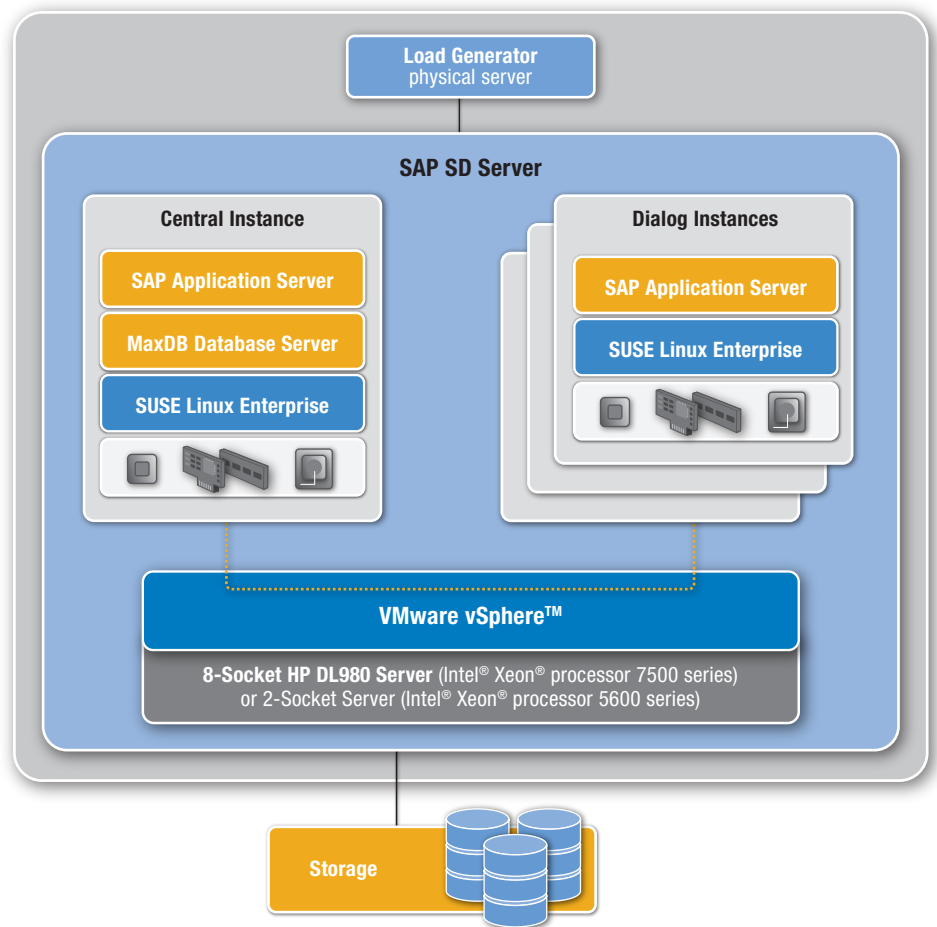 Load Generator
physical server
SAP SD Server
Central Instance
SAP Application Server
MaxDB Database Server
SUSE Linux Enterprise
Dialog Instances
SAP Application Server
SUSE Linux Enterprise
VMware vSphere™
8-Socket HP DL980 Server (Intel® Xeon® processor 7500 series)
or 2-Socket Server (Intel® Xeon® processor 5600 series)
Storage